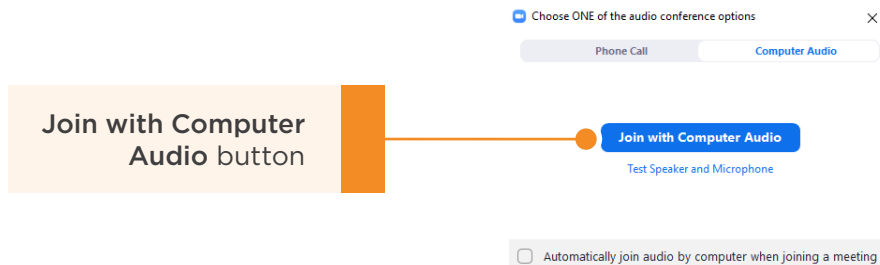 Choose ONE of the audio conference options
Phone Call
Computer Audio
Join with Computer
Audio button
Join with Computer Audio
Test Speaker and Microphone
Automatically join audio by computer when joining a meeting